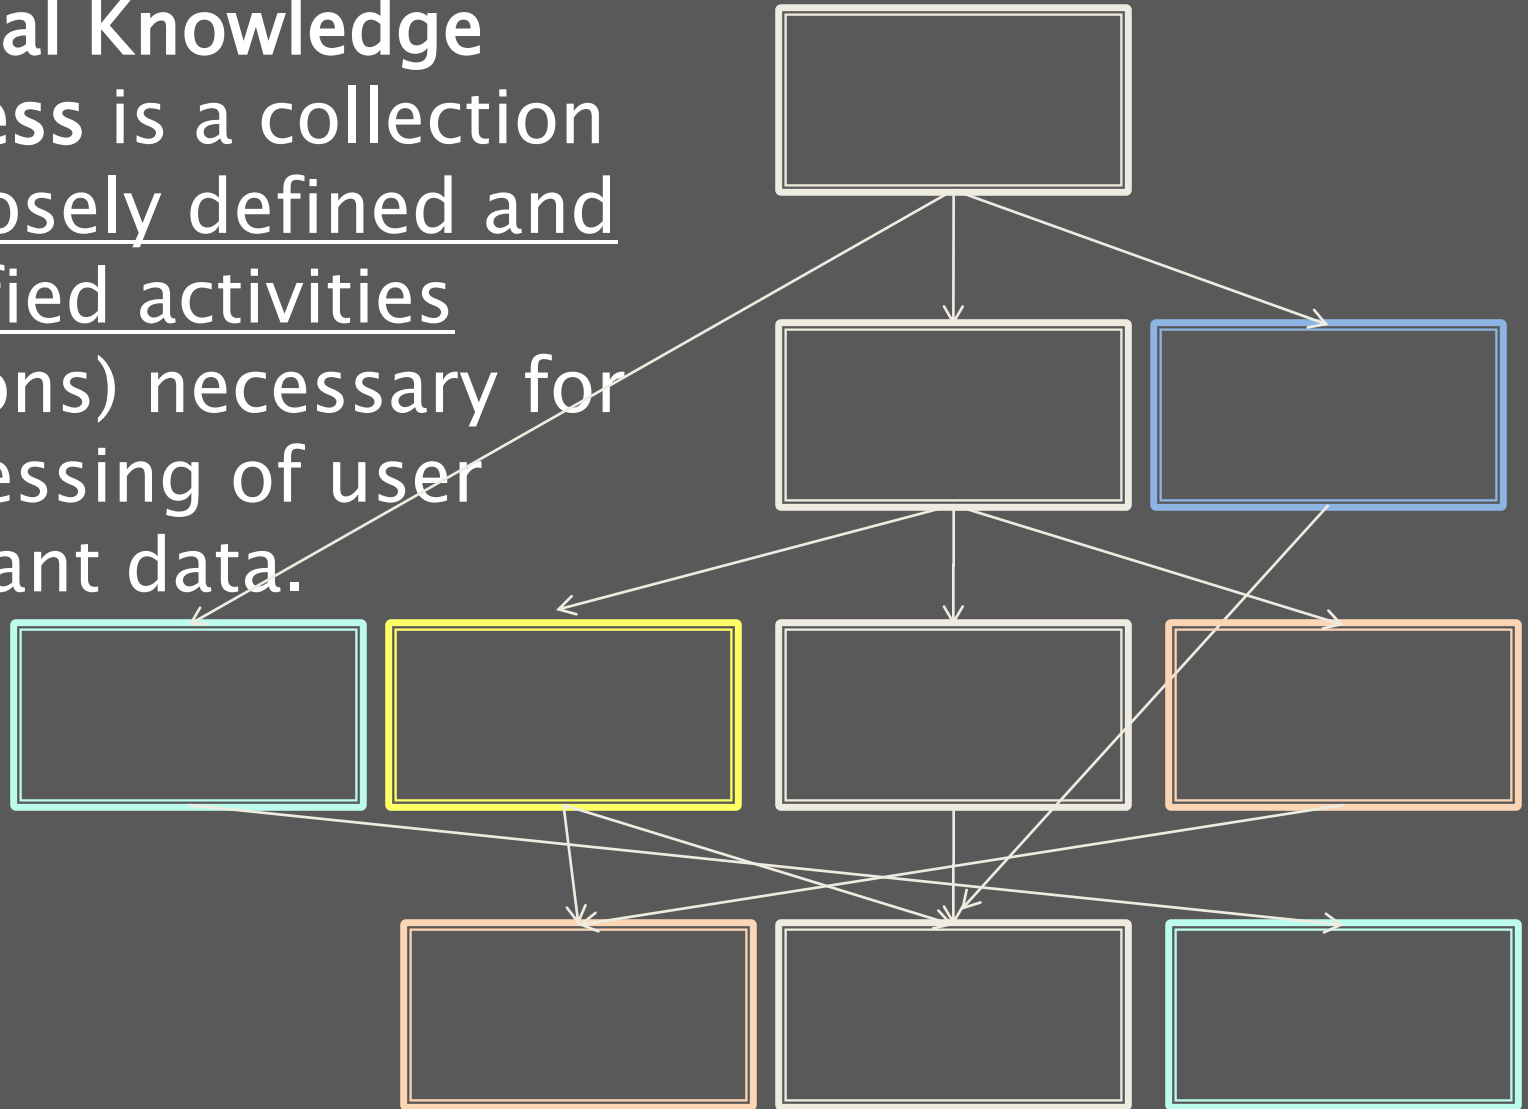 al Knowledge
ess is a collection
osely defined and
fied activities
ons) necessary for
essing of user
ant data.